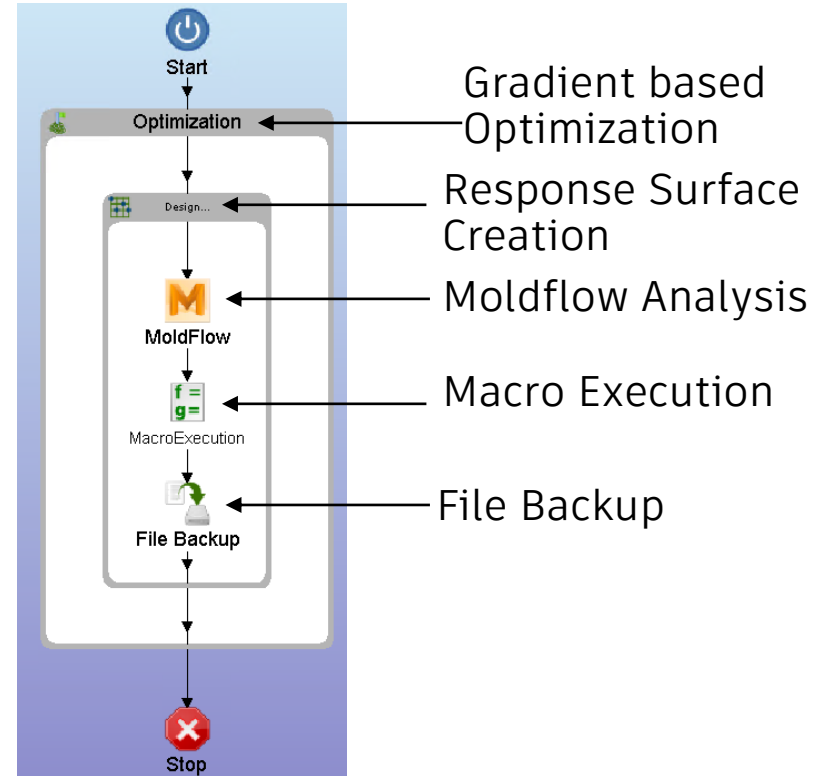 Start
Optimization
Gradient based
Optimization
Design...
Response Surface
Creation
M
MoldFlow
Moldflow Analysis
f =
g=
MacroExecution
Macro Execution
File Backup
File Backup
Stop